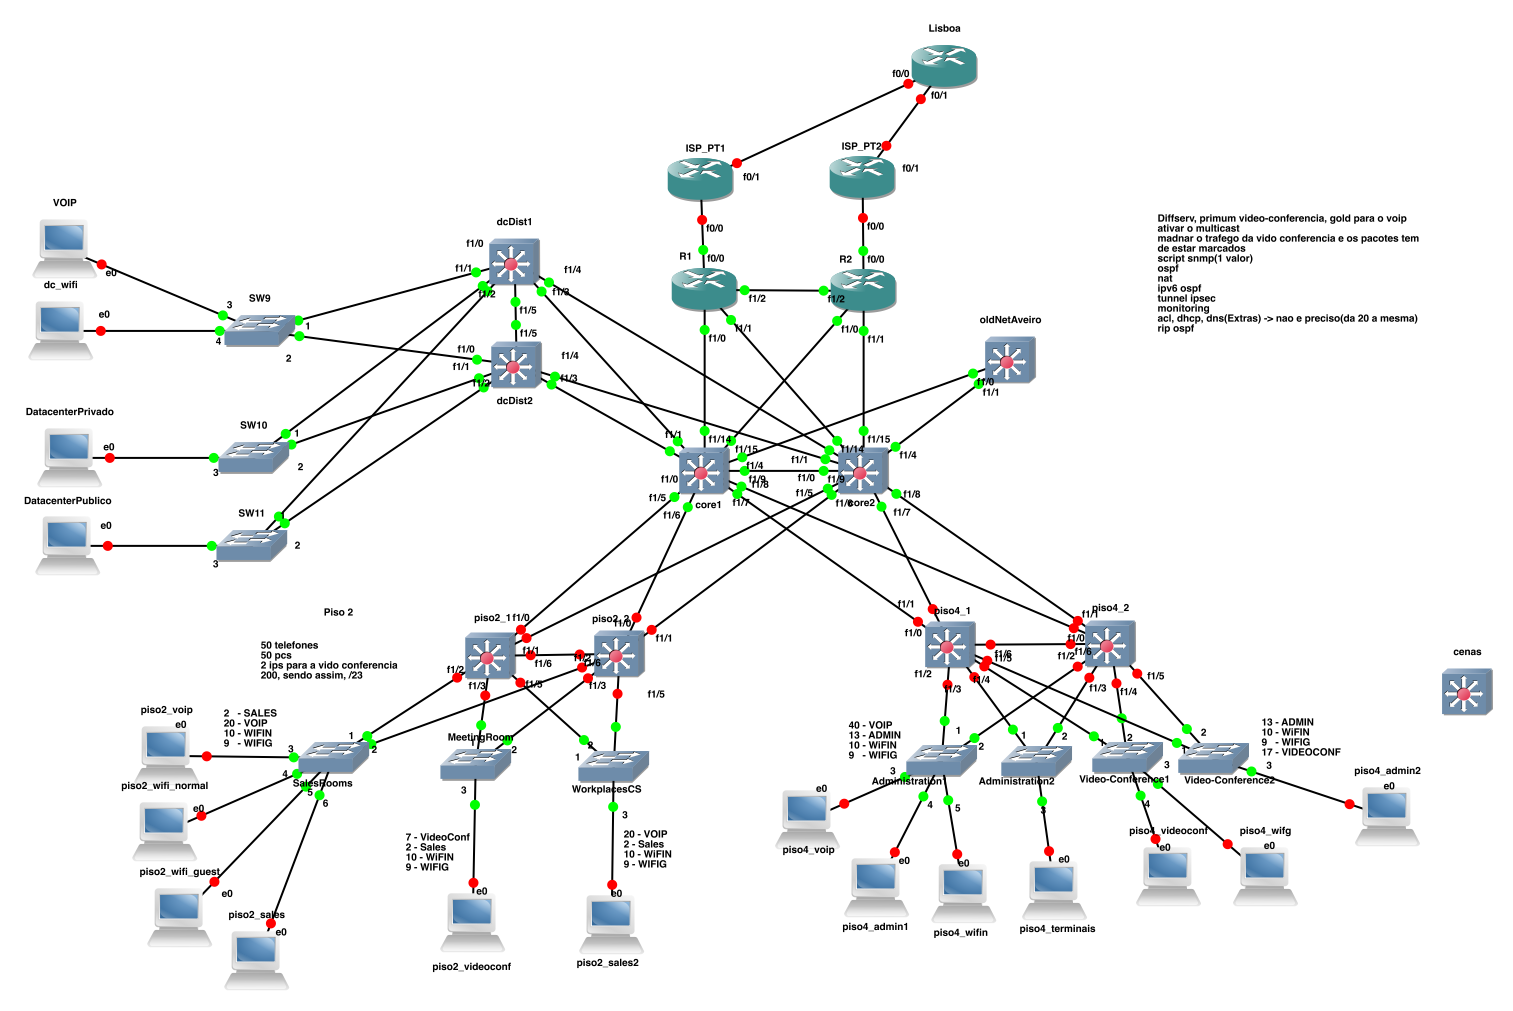 Lisboa
f0/0
f0/1
ISP_PT1
f0/1
f0/0
ISP_PT2
f0/1
f0/0
R1
f0/0
f1/2
f1/0
f1/1
R2
f0/0
f1/2
f1/0
f1/1
Diffserv, primum video-conferencia, gold para o voip
ativar o multicast
madnar o trafego da vido conferencia e os pacotes tem
de estar marcados
script snmp(1 valor)
ospf
nat
ipv6 ospf
tunnel ipsec
monitoring
acl, dhcp, dns(Extras) -> nao e preciso(da 20 a mesma)
rip ospf
VOIP
e0
dc_wifi
e0
SW9
3
4
1
2
dcDist1
f1/0
f1/1
f1/2
f1/4
f1/3
f1/5
f1/5
f1/0
f1/1
f1/2
f1/4
f1/3
dcDist2
oldNetAveiro
f1/0
f1/1
DatacenterPrivado
e0
SW10
1
2
3
DatacenterPublico
e0
SW11
1
2
3
f1/1
f1/14
f1/15
f1/4
f1/9
f1/8
f1/7
f1/0
f1/5
f1/6
core1
f1/14
f1/15
f1/4
f1/1
f1/0
f1/9
f1/5
f1/6
f1/8
f1/7
core2
Piso 2
50 telefones
50 pcs
2 ips para a vido conferencia
200, sendo assim, /23
piso2_1
f1/0
f1/1
f1/6
f1/2
f1/3
f1/5
piso2_2
f1/0
f1/1
f1/2
f1/6
f1/3
f1/5
piso4_1
f1/1
f1/0
f1/6
f1/5
f1/2
f1/3
f1/4
piso4_2
f1/1
f1/0
f1/6
f1/2
f1/3
f1/4
f1/5
cenas
piso2_voip
e0
2 - SALES
20 - VOIP
10 - WIFIN
9 - WIFIG
3
4
5
6
1
2
SalesRooms
piso2_wifi_normal
e0
piso2_wifi_guest
e0
piso2_sales
e0
MeetingRoom
2
3
7 - VideoConf
2 - Sales
10 - WiFIN
9 - WIFIG
e0
piso2_videoconf
1
2
WorkplacesCS
3
20 - VOIP
2 - Sales
10 - WiFIN
9 - WIFIG
e0
piso2_sales2
40 - VOIP
13 - ADMIN
10 - WiFIN
9 - WIFIG
1
2
3
4
5
Administration1
1
2
3
Administration2
1
2
3
4
Video-Conference1
1
2
3
Video-Conference2
13 - ADMIN
10 - WiFIN
9 - WIFIG
17 - VIDEOCONF
piso4_admin2
e0
e0
piso4_voip
e0
piso4_admin1
e0
piso4_wifin
e0
piso4_terminais
piso4_videoconf
e0
piso4_wifg
e0